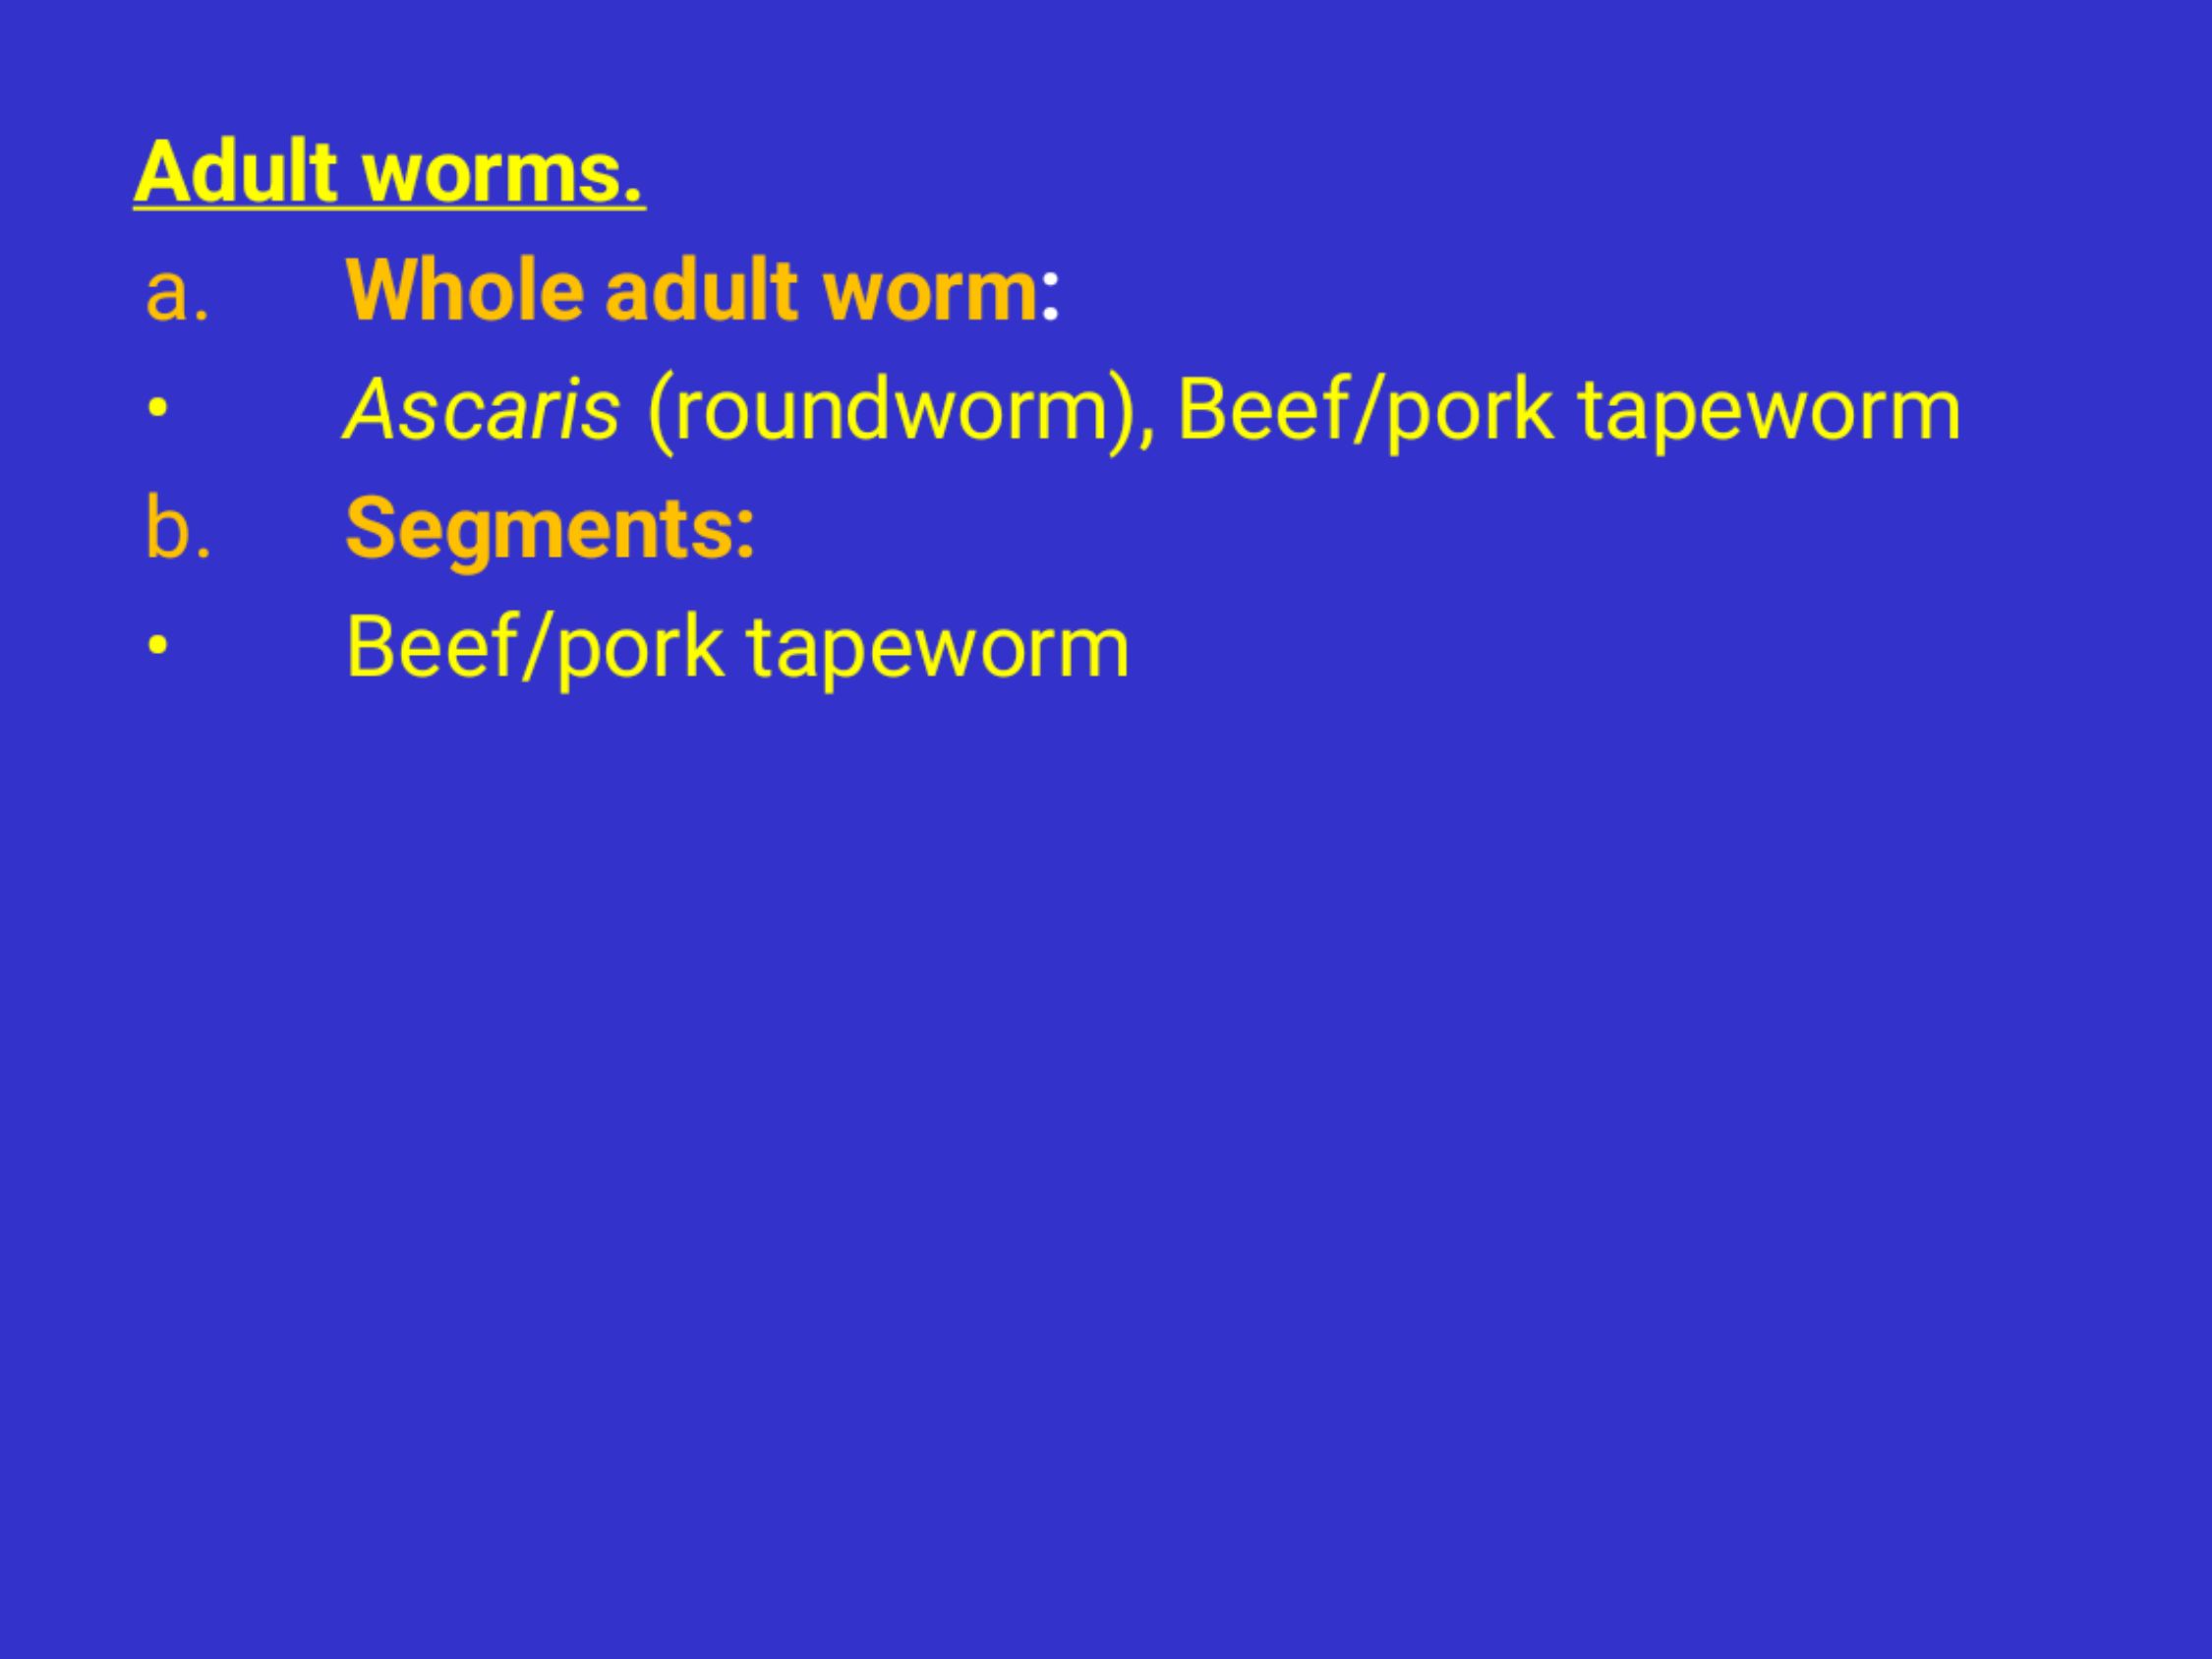 Adult worms.
a. Whole adult worm:
• Ascaris (roundworm), Beef/pork tapeworm
b. Segments:
• Beef/pork tapeworm